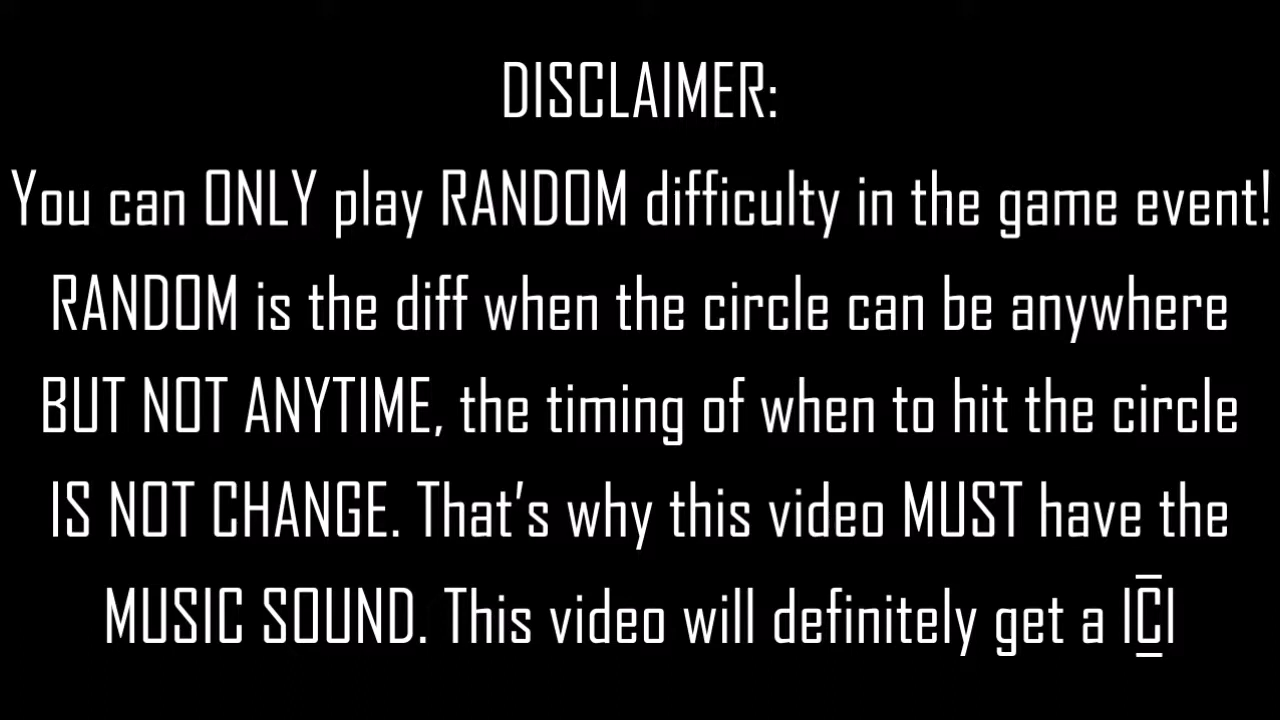 DISCLAIMER:
You can ONLY play RANDOM difficulty in the game event!
RANDOM is the diff when the circle can be anywhere
BUT NOT ANYTIME, the timing of when to hit the circle
IS NOT CHANGE. That's why this video MUST have the
MUSIC SOUND. This video will definitely get a |C̲̅|